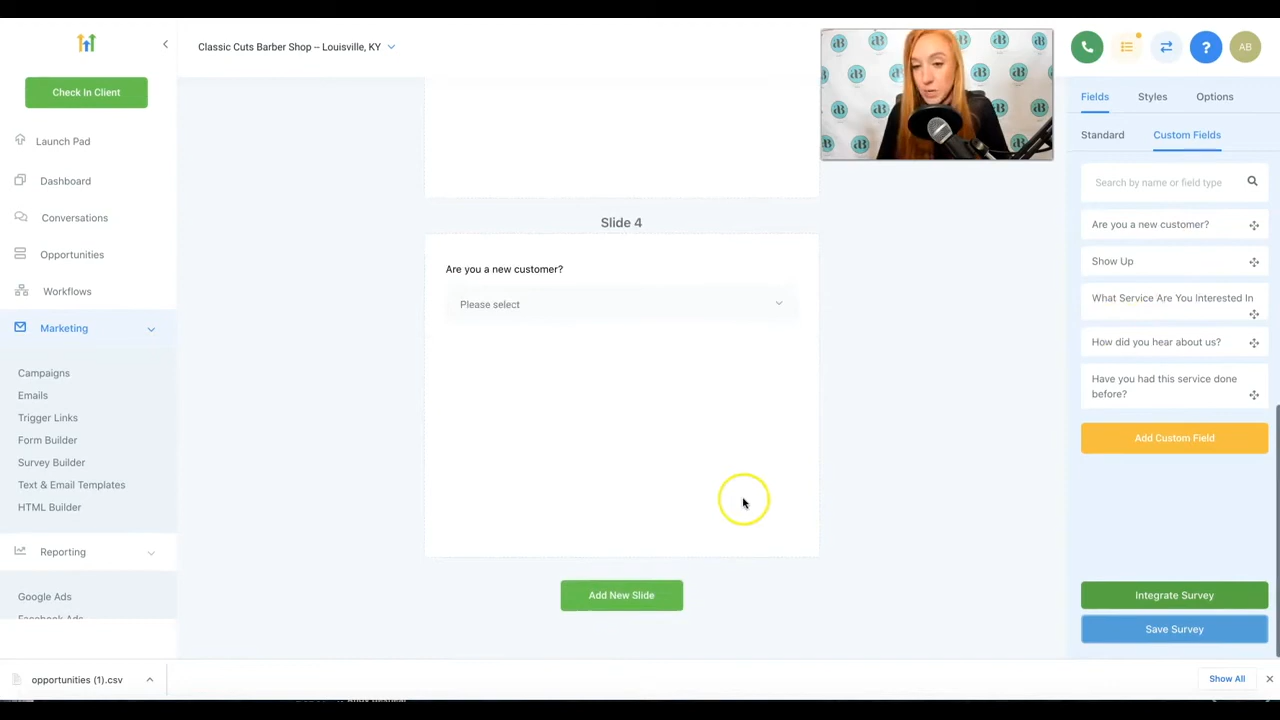 Classic Cuts Barber Shop – Louisville, KY
AB
Check In Client
Launch Pad
Dashboard
Conversations
Opportunities
Workflows
Marketing
Campaigns
Emails
Trigger Links
Form Builder
Survey Builder
Text & Email Templates
HTML Builder
Reporting
Google Ads
Facebook Ads
Slide 4
Are you a new customer?
Please select
Add New Slide
Fields
Styles
Options
Standard
Custom Fields
Search by name or field type
Are you a new customer?
Show Up
What Service Are You Interested In
How did you hear about us?
Have you had this service done
before?
Add Custom Field
Integrate Survey
Save Survey
opportunities (1).csv
Show All